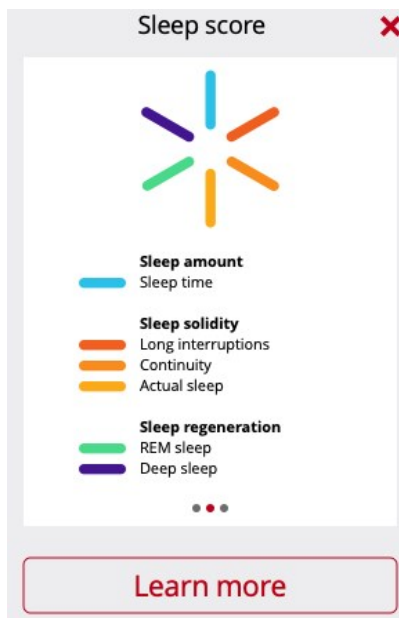 Sleep score
Sleep amount
Sleep time
Sleep solidity
Long interruptions
Continuity
Actual sleep
Sleep regeneration
REM sleep
Deep sleep
Learn more